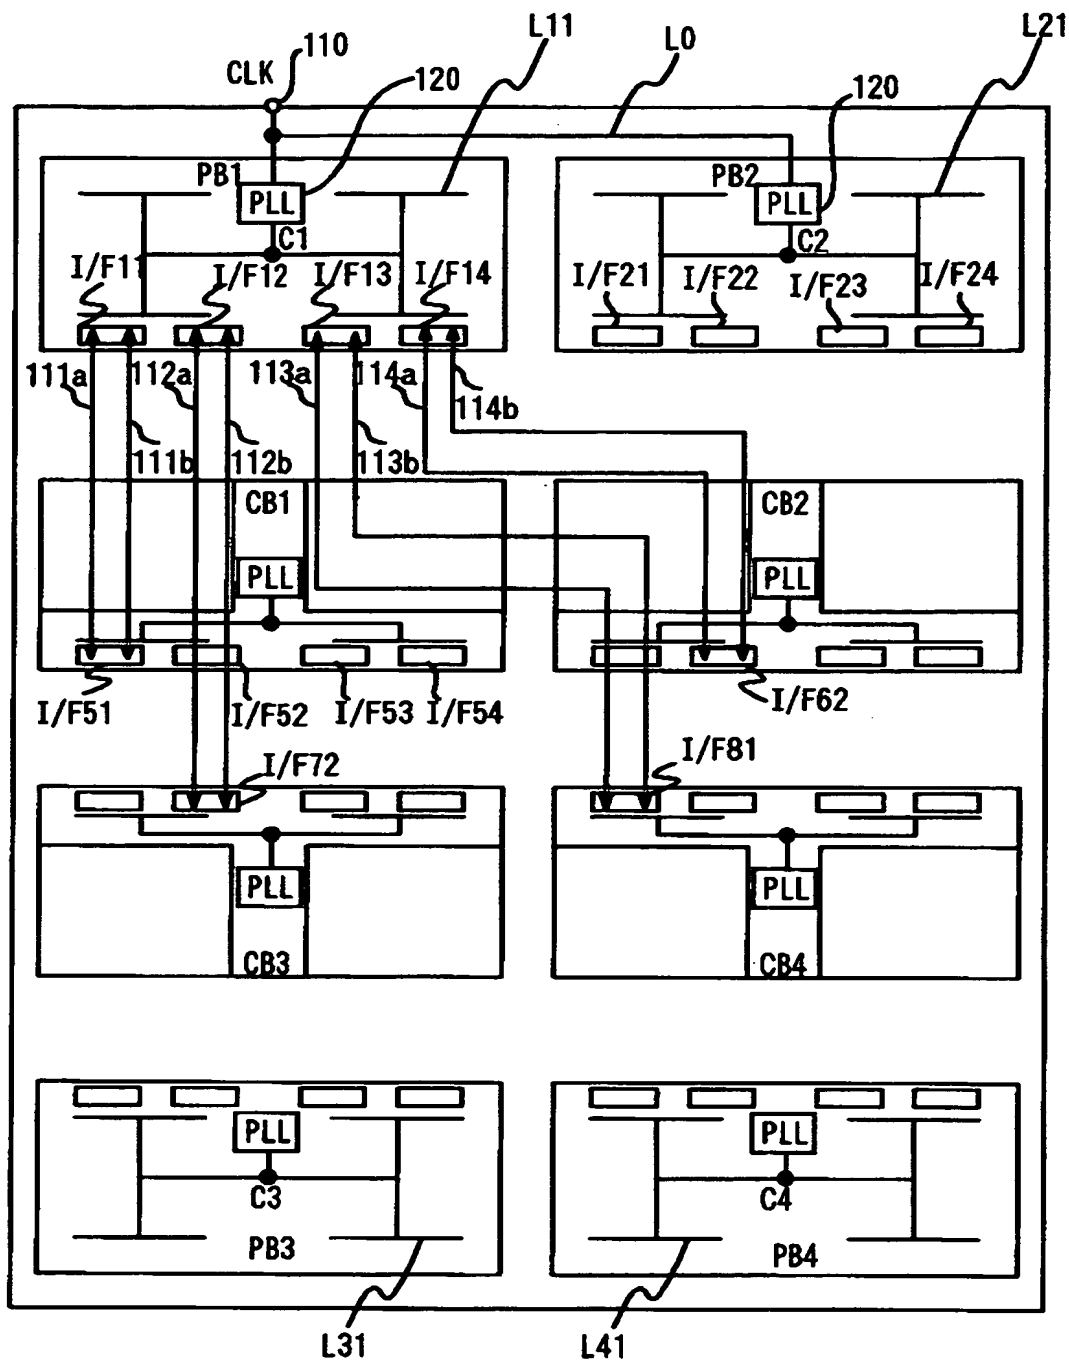 L11
L0
L21
110
CLK
120
120
PB1
PLL
PB2
PLL
C1
C2
I/F11
I/F12
I/F13
I/F14
I/F21
I/F22
I/F23
I/F24
111a
112a
113a
114a
114b
111b
112b
113b
CB1
CB2
PLL
PLL
I/F51
I/F52
I/F53
I/F54
I/F62
I/F72
I/F81
PLL
PLL
CB3
CB4
PLL
PLL
C3
C4
PB3
PB4
L31
L41